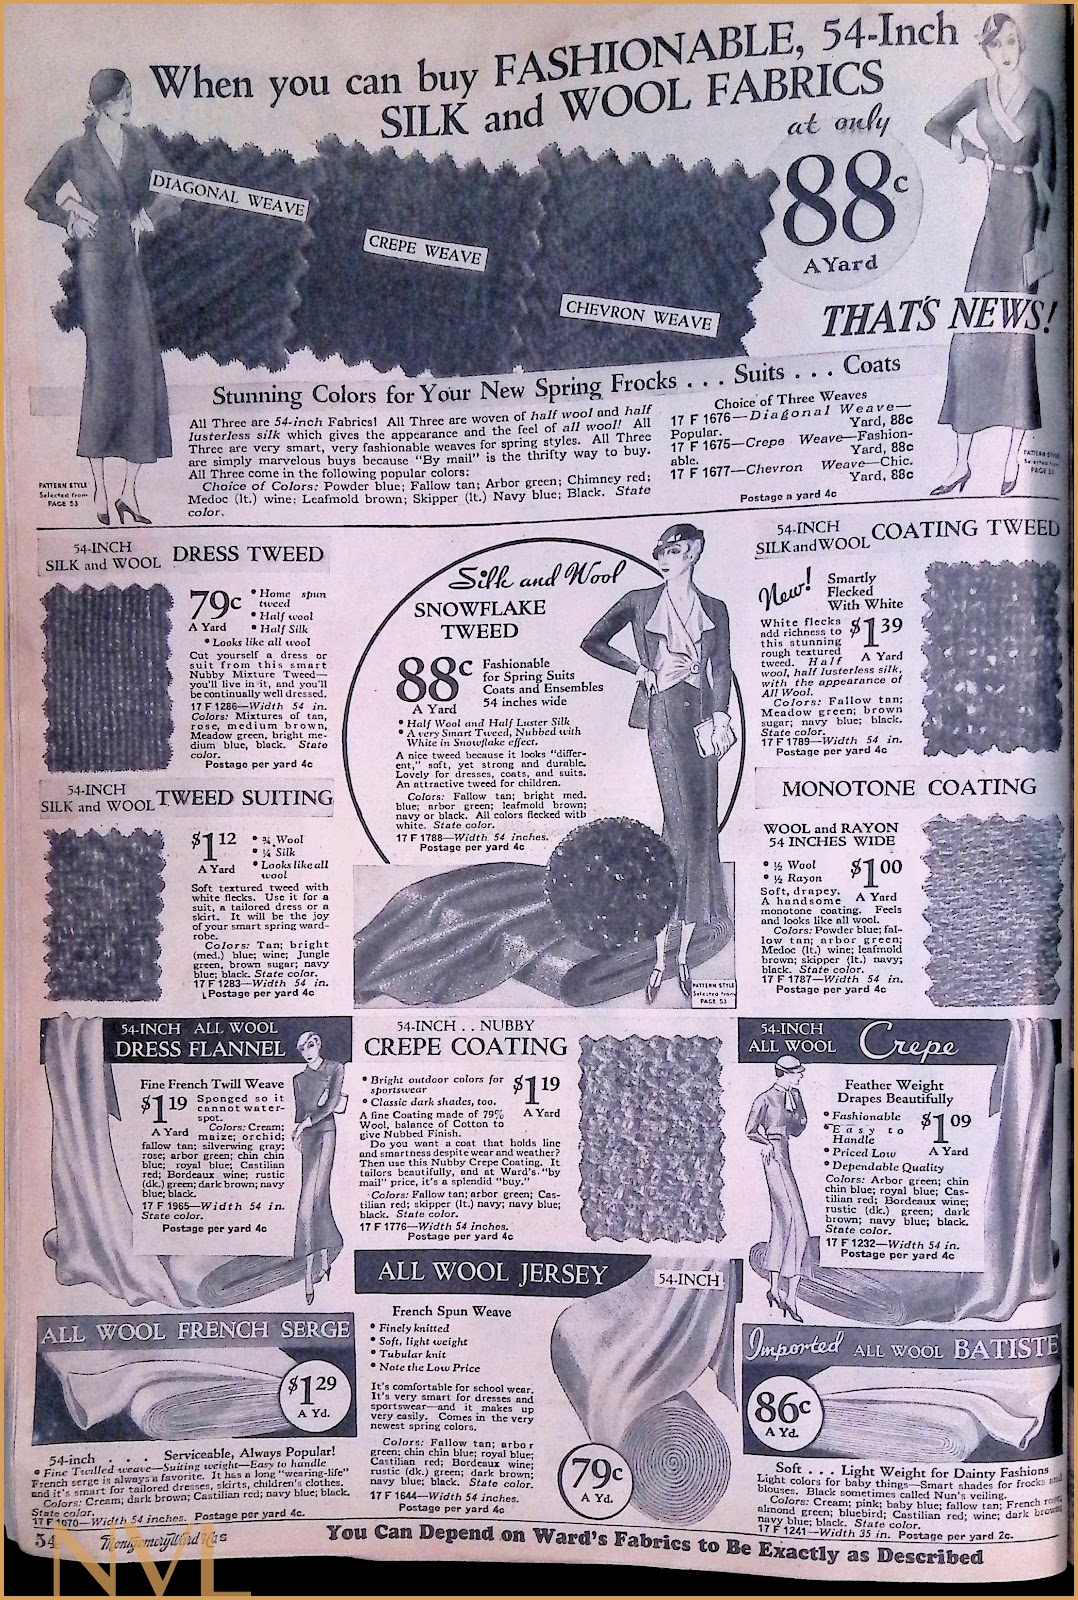 When you can buy FASHIONABLE, 54-Inch
SILK and WOOL FABRICS
at only
88c
A Yard
THAT'S NEWS!
DIAGONAL WEAVE
CREPE WEAVE
CHEVRON WEAVE
PATTERN STYLE
Selected from
PAGE 53
Stunning Colors for Your New Spring Frocks . . . Suits . . . Coats
All Three are 54-inch Fabrics! All Three are woven of half wool and half
lusterless silk which gives the appearance and the feel of all wool! All
Three are very smart, very fashionable weaves for spring styles. All Three
are simply marvelous buys because "By mail" is the thrifty way to buy.
All Three come in the following popular colors:
Choice of Colors: Powder blue; Fallow tan; Arbor green; Chimney red;
Medoc (lt.) wine; Leafmold brown; Skipper (lt.) Navy blue; Black. State
color.
Choice of Three Weaves
17 F 1676—Diagonal Weave—
Popular. Yard, 88c
17 F 1675—Crepe Weave—Fashion-
able. Yard, 88c
17 F 1677—Chevron Weave—Chic.
Yard, 88c
Postage a yard 4c
PATTERN STYLE
Selected from
PAGE 53
54-INCH
SILK and WOOL DRESS TWEED
79c
A Yard
• Home spun
tweed
• Half wool
• Half Silk
• Looks like all wool
Cut yourself a dress or
suit from this smart
Nubby Mixture Tweed—
you'll live in it, and you'll
be continually well dressed.
17 F 1286—Width 54 in.
Colors: Mixtures of tan,
rose, medium brown,
Meadow green, bright me-
dium blue, black. State
color.
Postage per yard 4c
Silk and Wool
SNOWFLAKE
TWEED
88c
A Yard
Fashionable
for Spring Suits
Coats and Ensembles
54 inches wide
• Half Wool and Half Luster Silk
• A very Smart Tweed, Nubbed with
White in Snowflake effect.
A nice tweed because it looks "differ-
ent," soft, yet strong and durable.
Lovely for dresses, coats, and suits.
An attractive tweed for children.
Colors: Fallow tan; bright med.
blue; arbor green; leafmold brown;
navy or black. All colors flecked with
white. State color.
17 F 1788—Width 54 inches.
Postage per yard 4c
PATTERN STYLE
Selected from
PAGE 53
54-INCH
SILK and WOOL COATING TWEED
New!
Smartly
Flecked
With White
$1 39
A Yard
White flecks
add richness to
this stunning
rough textured
tweed. Half
wool, half lusterless silk,
with the appearance of
All Wool.
Colors: Fallow tan;
Meadow green; brown
sugar; navy blue; black.
17 F 1789—Width 54 in.
Postage per yard 4c
54-INCH
SILK and WOOL TWEED SUITING
$1 12
A Yard
• ¾ Wool
• ¼ Silk
• Looks like all
wool
Soft textured tweed with
white flecks. Use it for a
suit, a tailored dress or a
skirt. It will be the joy
of your smart spring ward-
robe.
Colors: Tan; bright
(med.) blue; wine; Jungle
green, brown sugar; navy
blue; black. State color.
17 F 1283—Width 54 in.
Postage per yard 4c
MONOTONE COATING
WOOL and RAYON
54 INCHES WIDE
• ½ Wool
• ½ Rayon
$1 00
A Yard
Soft, drapey.
A handsome
monotone coating. Feels
and looks like all wool.
Colors: Powder blue; fal-
low tan; arbor green;
Medoc (lt.) wine; leafmold
brown; skipper (lt.) navy;
black. State color.
17 F 1787—Width 54 in.
Postage per yard 4c
54-INCH ALL WOOL
DRESS FLANNEL
Fine French Twill Weave
$1 19
A Yard
Sponged so it
cannot water-
spot.
Colors: Cream;
maize; orchid;
fallow tan; silverwing gray;
rose; arbor green; chin chin
blue; royal blue; Castilian
red; Bordeaux wine; rustic
(dk.) green; dark brown; navy
blue; black.
17 F 1965—Width 54 in.
State color.
Postage per yard 4c
54-INCH . . NUBBY
CREPE COATING
• Bright outdoor colors for
sportswear
• Classic dark shades, too.
$1 19
A Yard
A fine Coating made of 79%
Wool, balance of Cotton to
give Nubbed Finish.
Do you want a coat that holds line
and smartness despite wear and weather?
Then use this Nubby Crepe Coating. It
tailors beautifully, and at Ward's "by
mail" price, it's a splendid "buy."
Colors: Fallow tan; arbor green; Cas-
tilian red; skipper (lt.) navy; navy blue;
black. State color.
17 F 1776—Width 54 inches.
Postage per yard 4c
54-INCH
ALL WOOL Crepe
Feather Weight
Drapes Beautifully
• Fashionable
• Easy to
Handle
• Priced Low
• Dependable Quality
$1 09
A Yard
Colors: Arbor green; chin
chin blue; royal blue; Cas-
tilian red; Bordeaux wine;
rustic (dk.) green; dark
brown; navy blue; black.
State color.
17 F 1232—Width 54 in.
Postage per yard 4c
ALL WOOL FRENCH SERGE
$1 29
A Yd.
54-inch . . . Serviceable, Always Popular!
• Fine Twilled weave—Suiting weight—Easy to handle
French serge is always a favorite. It has a long "wearing-life"
and it's smart for tailored dresses, skirts, children's clothes.
Colors: Cream; dark brown; Castilian red; navy blue; black.
State color.
17 F 1070—Width 54 inches. Postage per yard 4c.
ALL WOOL JERSEY 54-INCH
French Spun Weave
• Finely knitted
• Soft, light weight
• Tubular knit
• Note the Low Price
It's comfortable for school wear.
It's very smart for dresses and
sportswear—and it makes up
very easily. Comes in the very
newest spring colors.
Colors: Fallow tan; arbor
green; chin chin blue; royal blue;
Castilian red; Bordeaux wine;
rustic (dk.) green; dark brown;
navy blue; black. State color.
17 F 1644—Width 54 inches.
Postage per yard 4c
79c
A Yd.
Imported ALL WOOL BATISTE
86c
A Yd.
Soft . . . Light Weight for Dainty Fashions
Light colors for baby things—Smart shades for frocks and
blouses. Black sometimes called Nun's veiling.
Colors: Cream; pink; baby blue; fallow tan; French rose;
almond green; bluebird; Castilian red; wine; dark brown;
navy blue; black. State color.
17 F 1241—Width 35 in. Postage per yard 2c.
54
NVL
You Can Depend on Ward's Fabrics to Be Exactly as Described